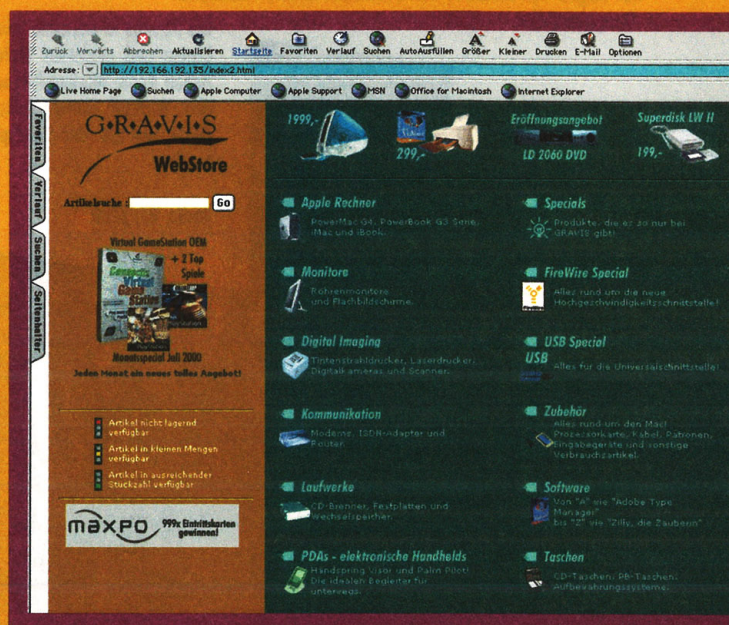 Zurück Vorwärts Abbrechen Aktualisieren Startseite Favoriten Verlauf Suchen AutoAusfüllen Größer Kleiner Drucken E-Mail Optionen
Adresse: http://192.166.192.135/index2.html
Live Home Page Suchen Apple Computer Apple Support MSN Office for Macintosh Internet Explorer
Favoriten
Verlauf
Suchen
Seitenhalter
G•R•A•V•I•S
WebStore
Artikelsuche : Go
Virtual GameStation OEM
+ 2 Top
Spiele
Connectix
Virtual
Game
Station
Monatsspecial Juli 2000
Jeden Monat ein neues tolles Angebot!
Artikel nicht lagernd
verfügbar
Artikel in kleinen Mengen
verfügbar
Artikel in ausreichender
Stückzahl verfügbar
maxpo 999x Eintrittskarten
gewinnen!
1999,-
299,-
Eröffnungsangebot
LD 2060 DVD
Superdisk LW II
199,-
Apple Rechner
PowerMac G4, PowerBook G3 Serie,
iMac und iBook.
Monitore
Röhrenmonitore
und Flachbildschirme.
Digital Imaging
Tintenstrahldrucker, Laserdrucker,
Digitalkameras und Scanner.
Kommunikation
Modems, ISDN-Adapter und
Router.
Laufwerke
CD-Brenner, Festplatten und
Wechselspeicher.
PDAs - elektronische Handhelds
Handspring Visor und Palm Pilot!
Die idealen Begleiter für
unterwegs.
Specials
Produkte, die es so nur bei
GRAVIS gibt!
FireWire Special
Alles rund um die neue
Hochgeschwindigkeitsschnittstelle!
USB Special
USB
Alles für die Universalschnittstelle!
Zubehör
Alles rund um den Mac!
Prozessorkarte, Kabel, Patronen,
Eingabegeräte und sonstige
Verbrauchsartikel.
Software
Von "A" wie "Adobe Type
Manager"
bis "Z" wie "Zilly, die Zauberin"
Taschen
CD-Taschen, PB-Taschen,
Aufbewahrungssysteme.